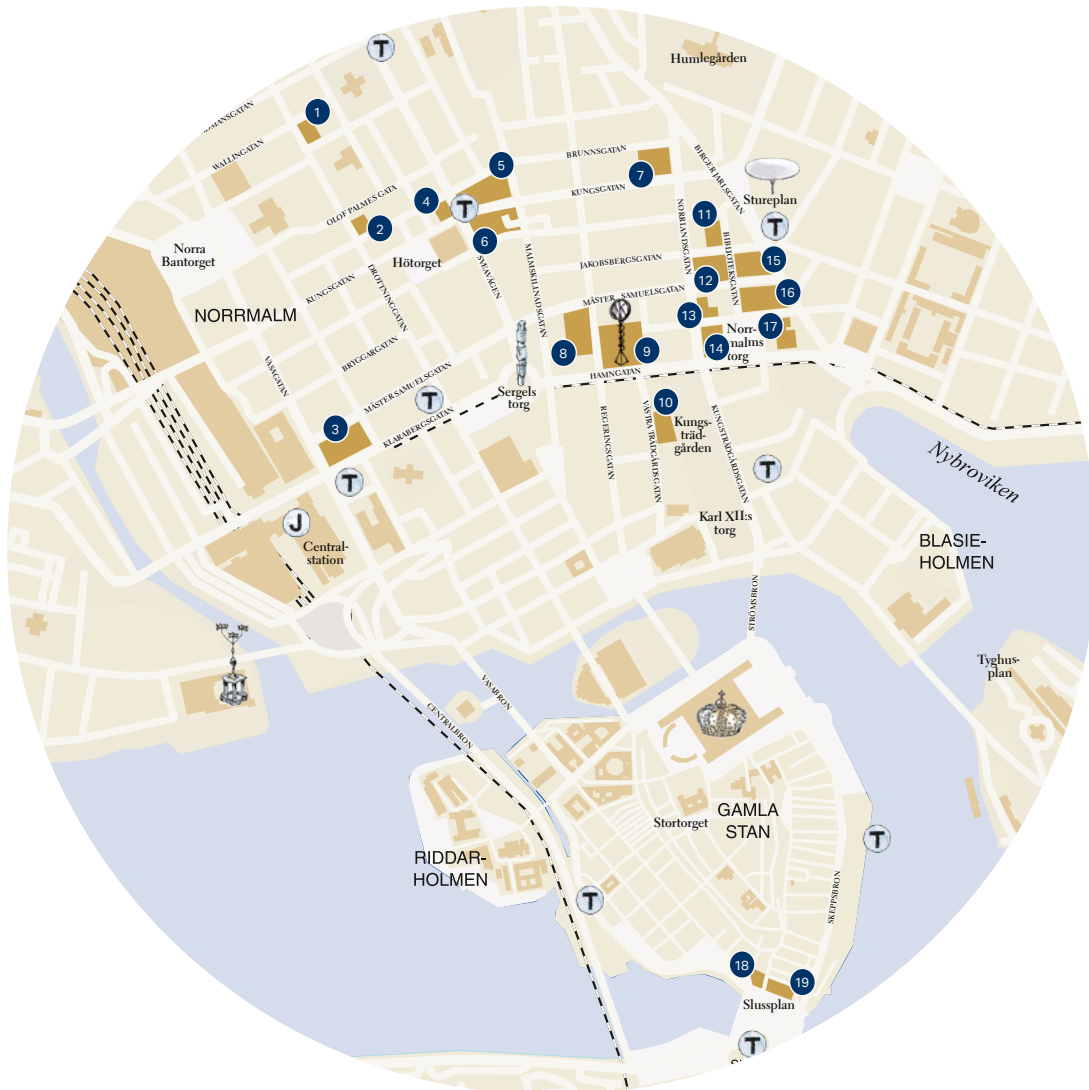 T
Humlegården
1
DMANSGATAN
WALLINGATAN
BRUNNSGATAN
BIRGER JARLSGATAN
5
7
KUNGSGATAN
Stureplan
OLOF PALMES GATA
4
T
2
11
T
NORRLANDSGATAN
BIBLIOTEKSGATAN
Norra
Bantorget
Hötorget
6
SVEAVÄGEN
MALMSKILLNADSGATAN
JAKOBSBERGSGATAN
15
12
DROTTNINGGATAN
KUNGSGATAN
MÄSTER SAMUELSGATAN
16
NORRMALM
13
17
BRYGGARGATAN
8
9
14
Norr-
malms
torg
VASAGATAN
MÄSTER SAMUELSGATAN
HAMNGATAN
Sergels
torg
T
KLARABERGSGATAN
3
10
REGERINGSGATAN
VÄSTRA TRÄDGÅRDSGATAN
KUNGSTRÄDGÅRDSGATAN
Kungs-
träd-
gården
T
T
Nybroviken
J
Central-
station
Karl XII:s
torg
BLASIE-
HOLMEN
STRÖMSBRON
VASABRON
CENTRALBRON
Tyghus-
plan
Stortorget
GAMLA
STAN
T
RIDDAR-
HOLMEN
T
SKEPPSBRON
18
19
Slussplan
T